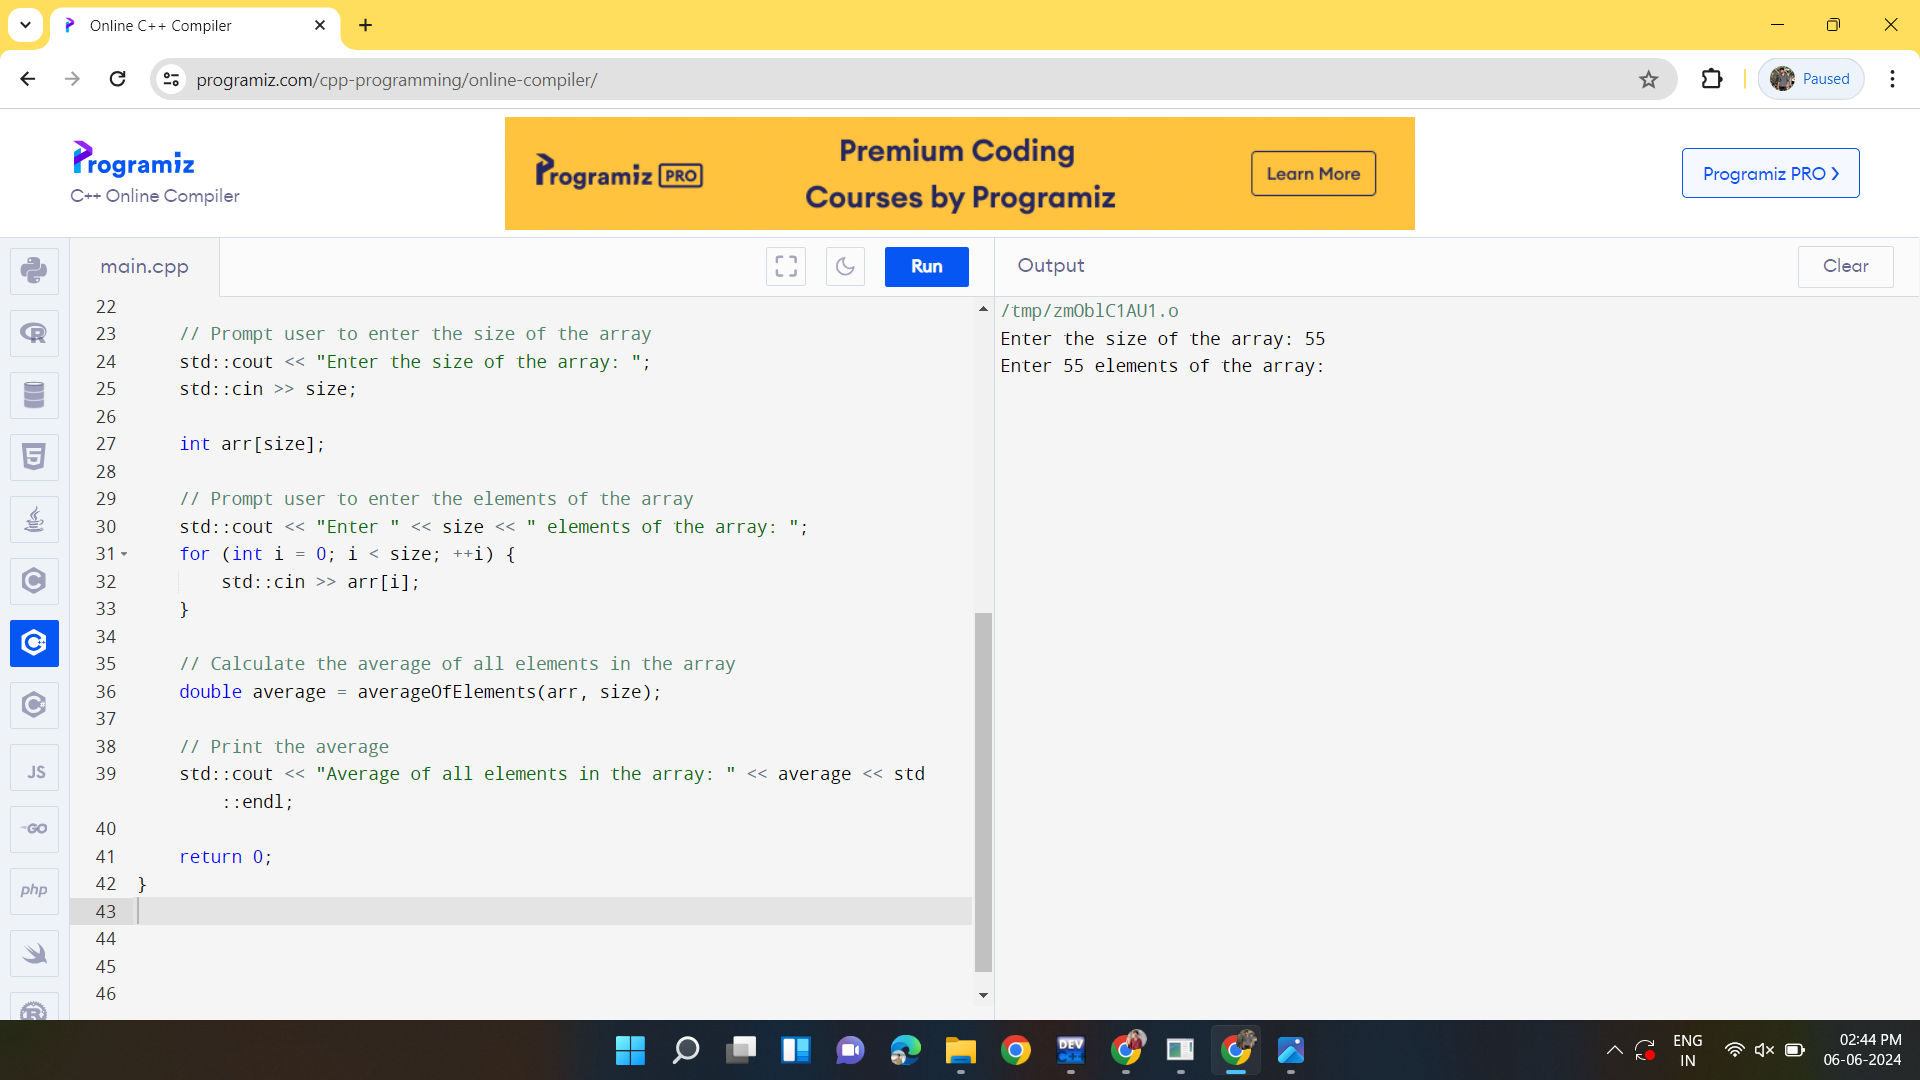 Online C++ Compiler
programiz.com/cpp-programming/online-compiler/
Paused
Programiz
C++ Online Compiler
Programiz PRO
Premium Coding
Courses by Programiz
Learn More
Programiz PRO
main.cpp
Run
Output
Clear
22
23 // Prompt user to enter the size of the array
24 std::cout << "Enter the size of the array: ";
25 std::cin >> size;
26
27 int arr[size];
28
29 // Prompt user to enter the elements of the array
30 std::cout << "Enter " << size << " elements of the array: ";
31 for (int i = 0; i < size; ++i) {
32 std::cin >> arr[i];
33 }
34
35 // Calculate the average of all elements in the array
36 double average = averageOfElements(arr, size);
37
38 // Print the average
39 std::cout << "Average of all elements in the array: " << average << std
::endl;
40
41 return 0;
42 }
43
44
45
46
/tmp/zmOblC1AU1.o
Enter the size of the array: 55
Enter 55 elements of the array:
JS
GO
php
DEV
ENG
IN
02:44 PM
06-06-2024